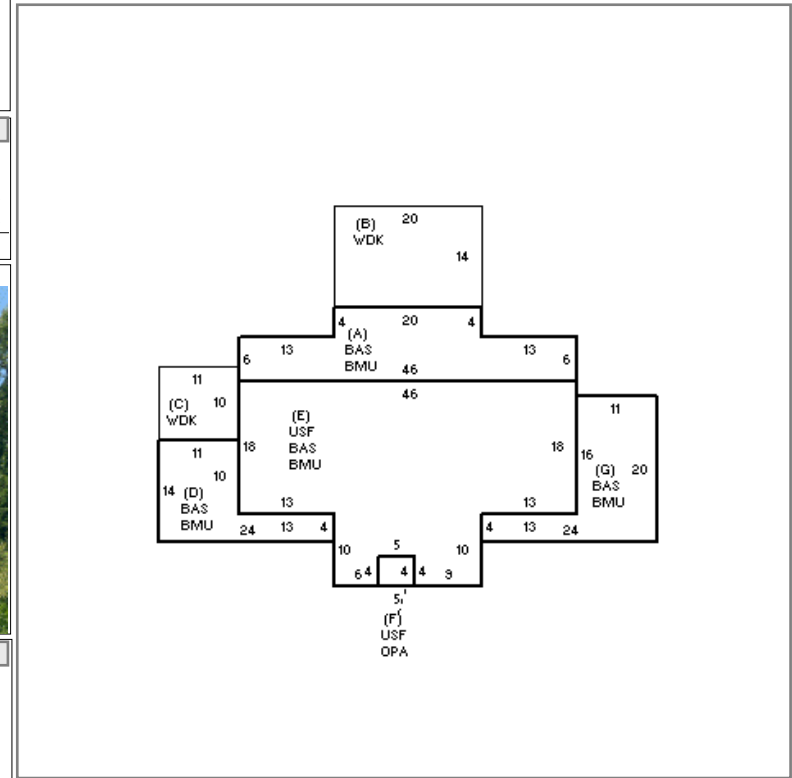 (B) 20
WDK
14
4 20 4
(A)
BAS
BMU
6 13 13 6
46
46
11
(C) 10
WDK
(E)
USF
BAS
BMU
11
18 18
11
10
14 (D)
BAS
BMU
16
(G) 20
BAS
BMU
13 13
24 13 4
4 13 24
10 5 10
6 4 4 4 9
5
(F)
USF
OPA